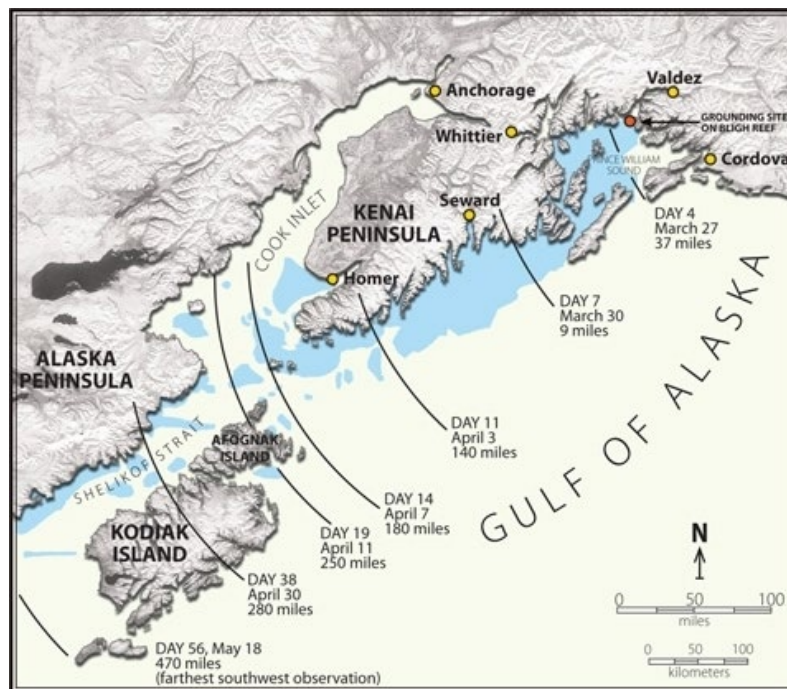 Anchorage
Valdez
Whittier
GROUNDING SITE
ON BLIGH REEF
NCE WILLIAM
SOUND
Cordova
Seward
KENAI
PENINSULA
COOK INLET
DAY 4
March 27
37 miles
Homer
DAY 7
March 30
9 miles
ALASKA
PENINSULA
GULF OF ALASKA
DAY 11
April 3
140 miles
AFOGNAK
ISLAND
SHELIKOF STRAIT
DAY 14
April 7
180 miles
KODIAK
ISLAND
DAY 19
April 11
250 miles
N
DAY 38
April 30
280 miles
0 50 100
miles
DAY 56, May 18
470 miles
(farthest southwest observation)
0 50 100
kilometers